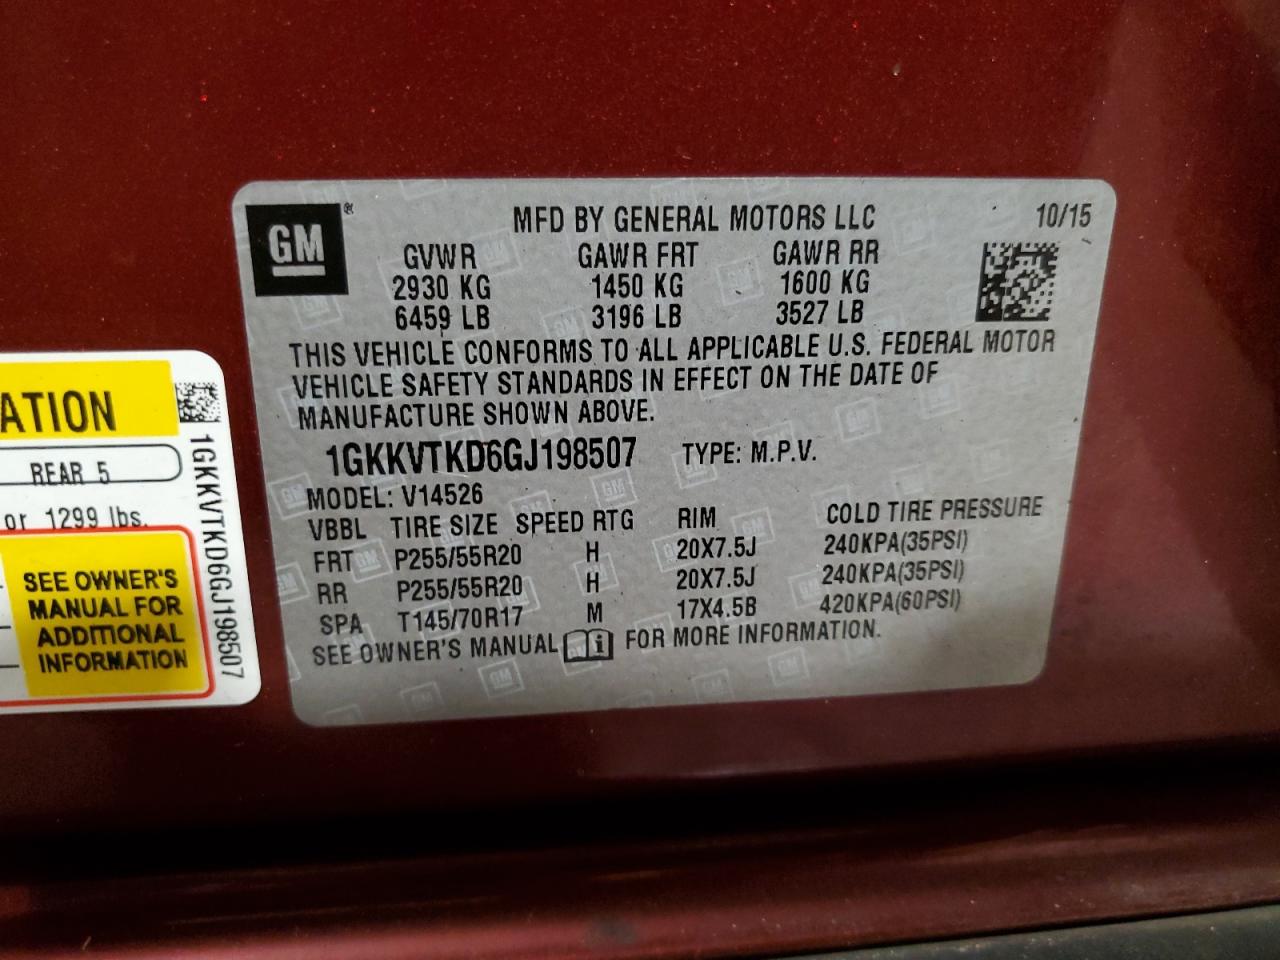 GM ®
MFD BY GENERAL MOTORS LLC 10/15
GVWR GAWR FRT GAWR RR
2930 KG 1450 KG 1600 KG
6459 LB 3196 LB 3527 LB
THIS VEHICLE CONFORMS TO ALL APPLICABLE U.S. FEDERAL MOTOR
VEHICLE SAFETY STANDARDS IN EFFECT ON THE DATE OF
MANUFACTURE SHOWN ABOVE.
1GKKVTKD6GJ198507 TYPE: M.P.V.
MODEL: V14526
VBBL TIRE SIZE SPEED RTG RIM COLD TIRE PRESSURE
FRT P255/55R20 H 20X7.5J 240KPA(35PSI)
RR P255/55R20 H 20X7.5J 240KPA(35PSI)
SPA T145/70R17 M 17X4.5B 420KPA(60PSI)
SEE OWNER'S MANUAL FOR MORE INFORMATION.
ATION
REAR 5
or 1299 lbs.
SEE OWNER'S
MANUAL FOR
ADDITIONAL
INFORMATION
1GKKVTKD6GJ198507